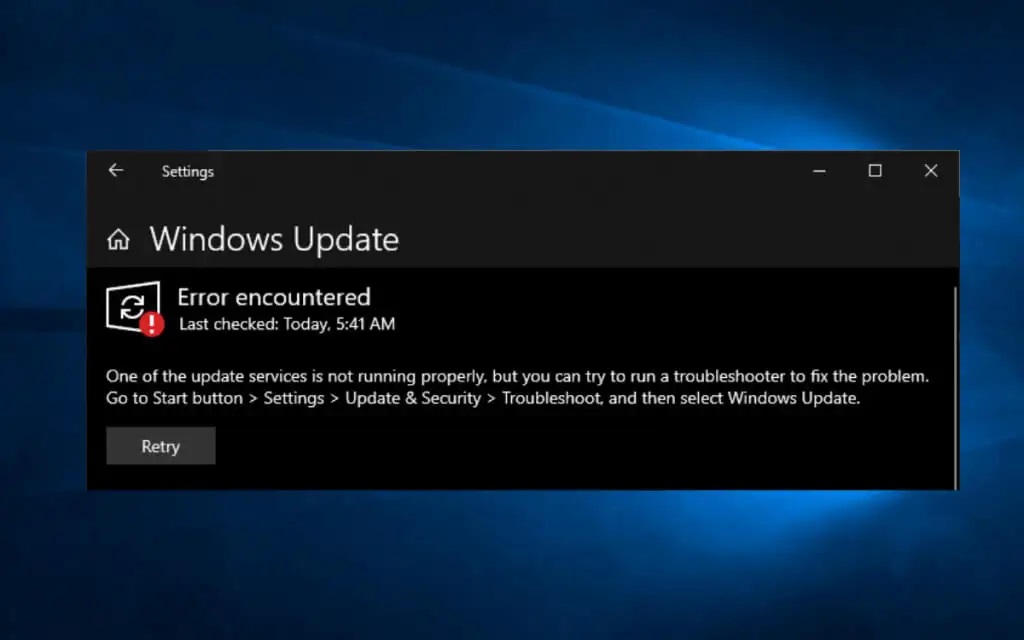 Settings
Windows Update
Error encountered
Last checked: Today, 5:41 AM
One of the update services is not running properly, but you can try to run a troubleshooter to fix the problem.
Go to Start button > Settings > Update & Security > Troubleshoot, and then select Windows Update.
Retry